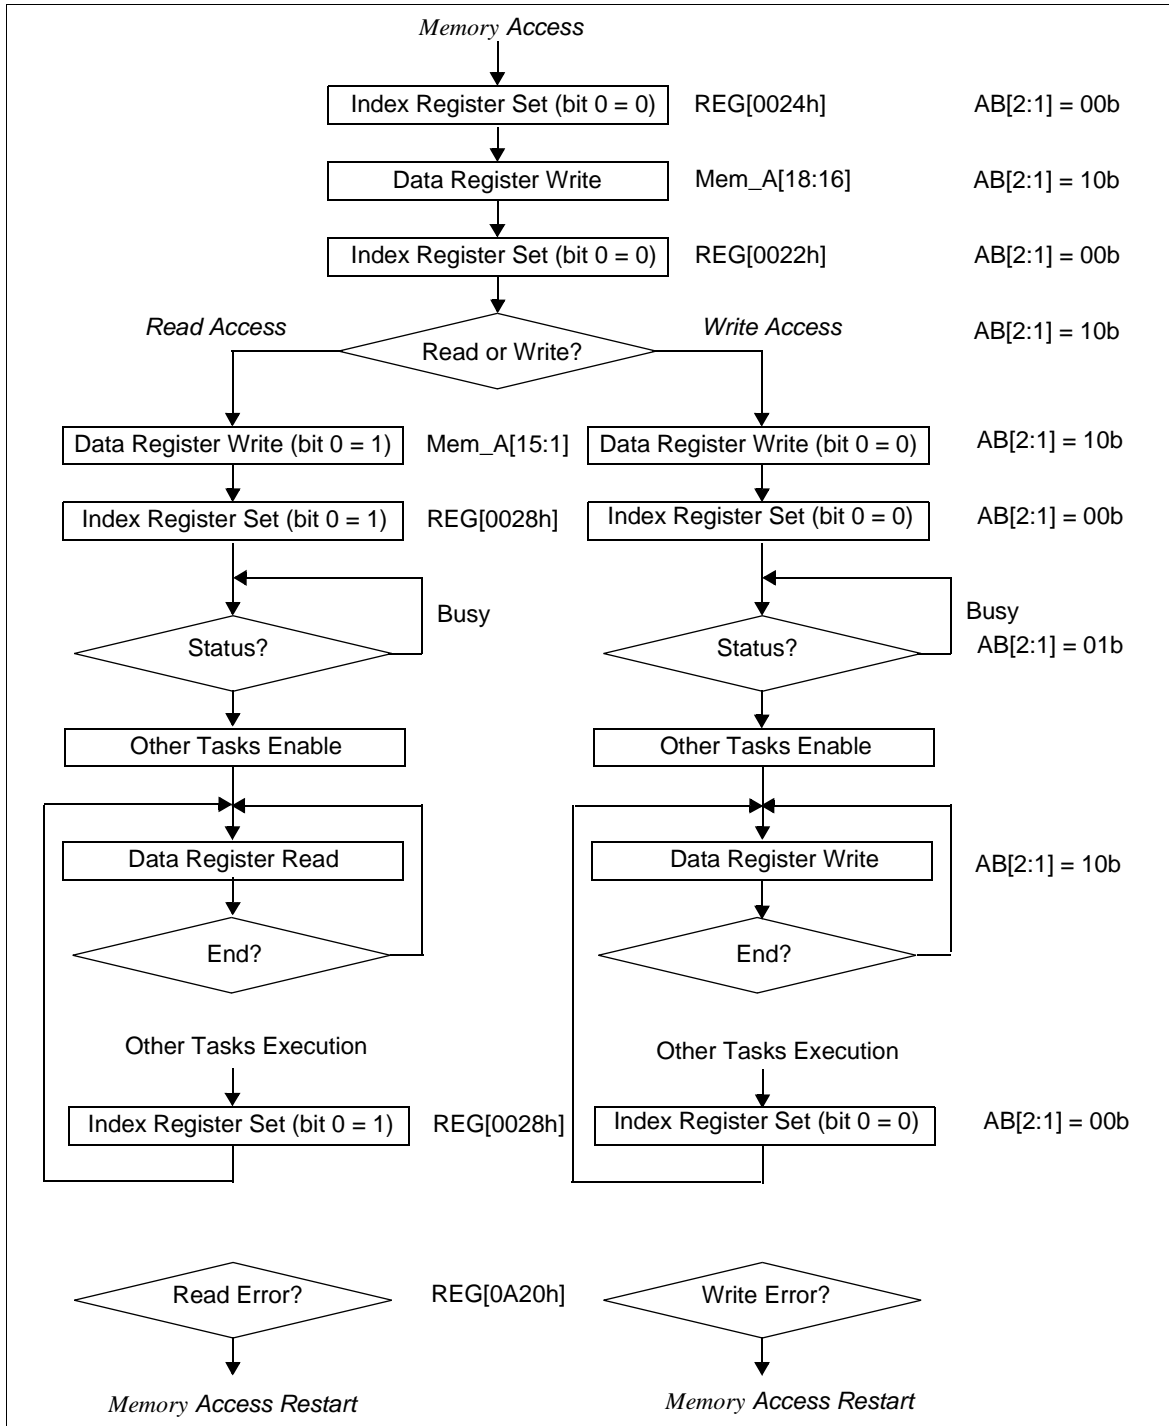 Memory Access
Index Register Set (bit 0 = 0) REG[0024h] AB[2:1] = 00b
Data Register Write Mem_A[18:16] AB[2:1] = 10b
Index Register Set (bit 0 = 0) REG[0022h] AB[2:1] = 00b
Read Access Write Access AB[2:1] = 10b
Read or Write?
Data Register Write (bit 0 = 1) Mem_A[15:1] Data Register Write (bit 0 = 0) AB[2:1] = 10b
Index Register Set (bit 0 = 1) REG[0028h] Index Register Set (bit 0 = 0) AB[2:1] = 00b
Busy Busy
Status? Status? AB[2:1] = 01b
Other Tasks Enable Other Tasks Enable
Data Register Read Data Register Write AB[2:1] = 10b
End? End?
Other Tasks Execution Other Tasks Execution
Index Register Set (bit 0 = 1) REG[0028h] Index Register Set (bit 0 = 0) AB[2:1] = 00b
Read Error? REG[0A20h] Write Error?
Memory Access Restart Memory Access Restart